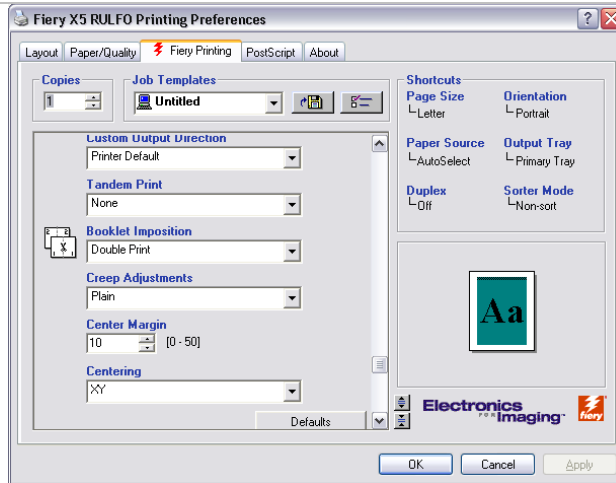 Fiery X5 RULFO Printing Preferences
Layout Paper/Quality Fiery Printing PostScript About
Copies
1
Job Templates
Untitled
Custom Output Direction
Printer Default
Tandem Print
None
Booklet Imposition
Double Print
Creep Adjustments
Plain
Center Margin
10 [0 - 50]
Centering
XY
Defaults
Shortcuts
Page Size Orientation
Letter Portrait
Paper Source Output Tray
AutoSelect Primary Tray
Duplex Sorter Mode
Off Non-sort
Aa
Electronics
FOR Imaging™
fiery
OK Cancel Apply